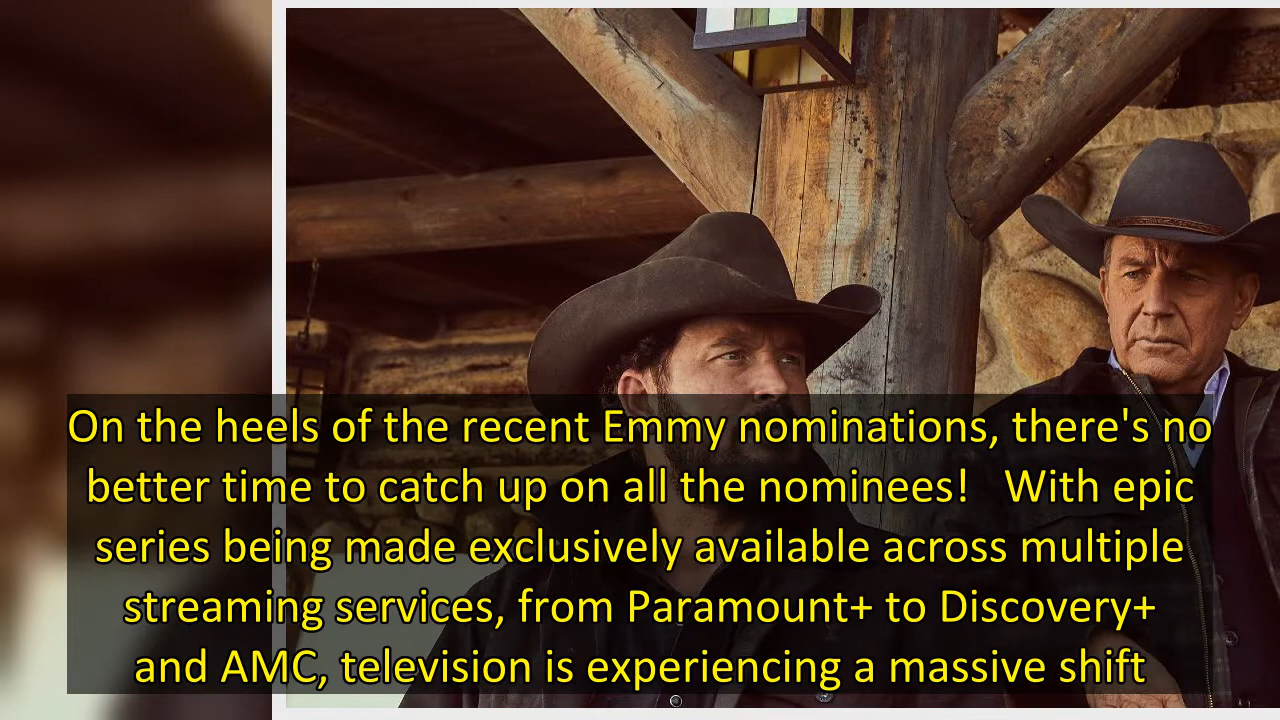 On the heels of the recent Emmy nominations, there's no
better time to catch up on all the nominees!   With epic
series being made exclusively available across multiple
streaming services, from Paramount+ to Discovery+
and AMC, television is experiencing a massive shift